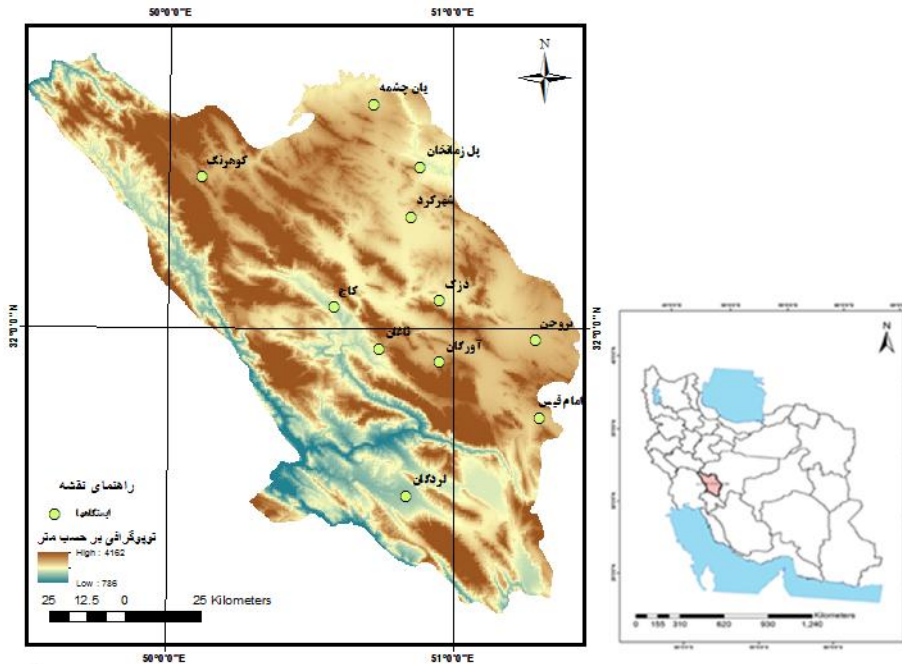 50°0'0"E
51°0'0"E
N
یان چشمه
پل زمانخان
کوهرنگ
شهرکرد
دزک
کاج
32°0'0"N
32°0'0"N
بروجن
ناغان
آورگان
امام قیس
لردگان
راهنمای نقشه
ایستگاهها
توپوگرافی بر حسب متر
High : 4162
Low : 786
25 12.5 0 25 Kilometers
50°0'0"E
51°0'0"E
N
Kilometers
0 155 310 620 930 1,240